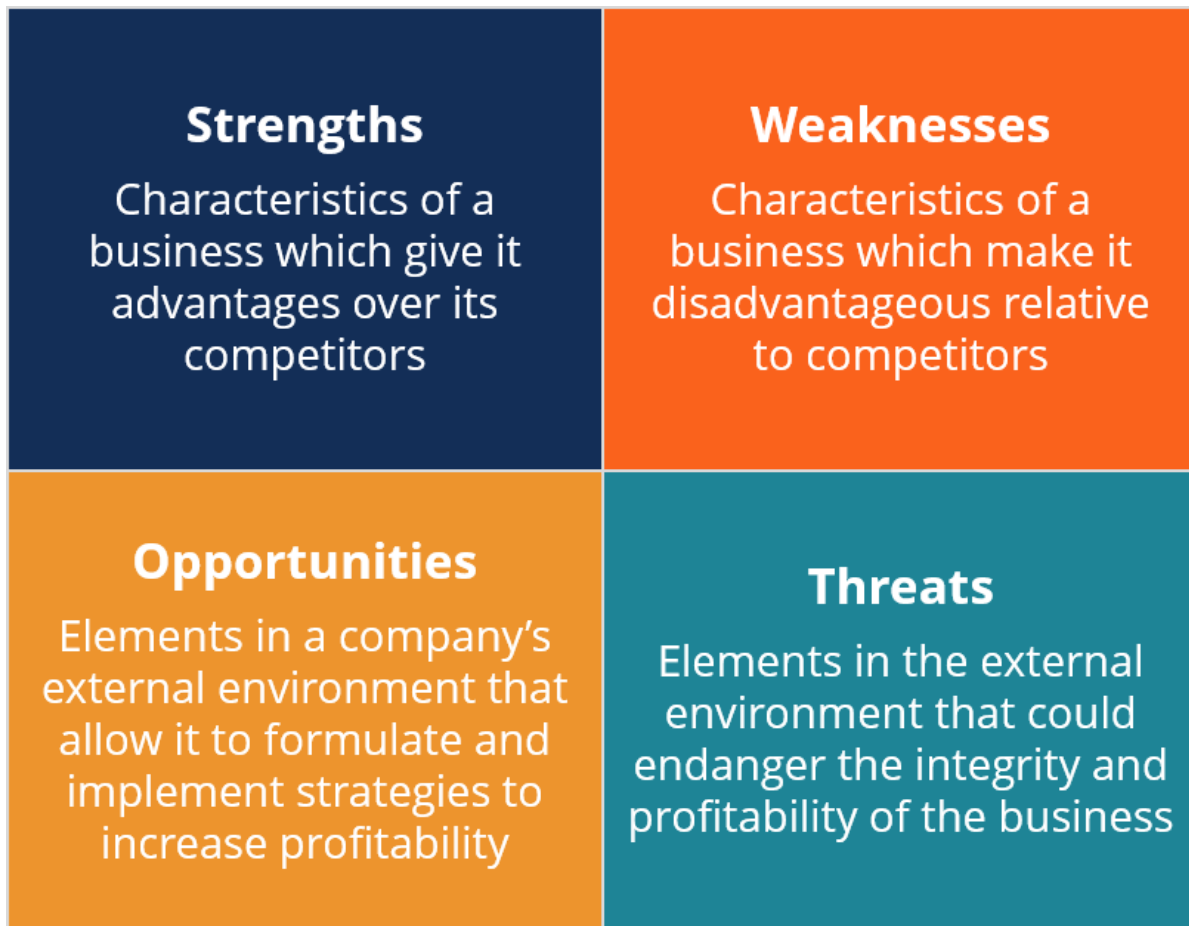 Strengths
Characteristics of a
business which give it
advantages over its
competitors
Weaknesses
Characteristics of a
business which make it
disadvantageous relative
to competitors
Opportunities
Elements in a company’s
external environment that
allow it to formulate and
implement strategies to
increase profitability
Threats
Elements in the external
environment that could
endanger the integrity and
profitability of the business